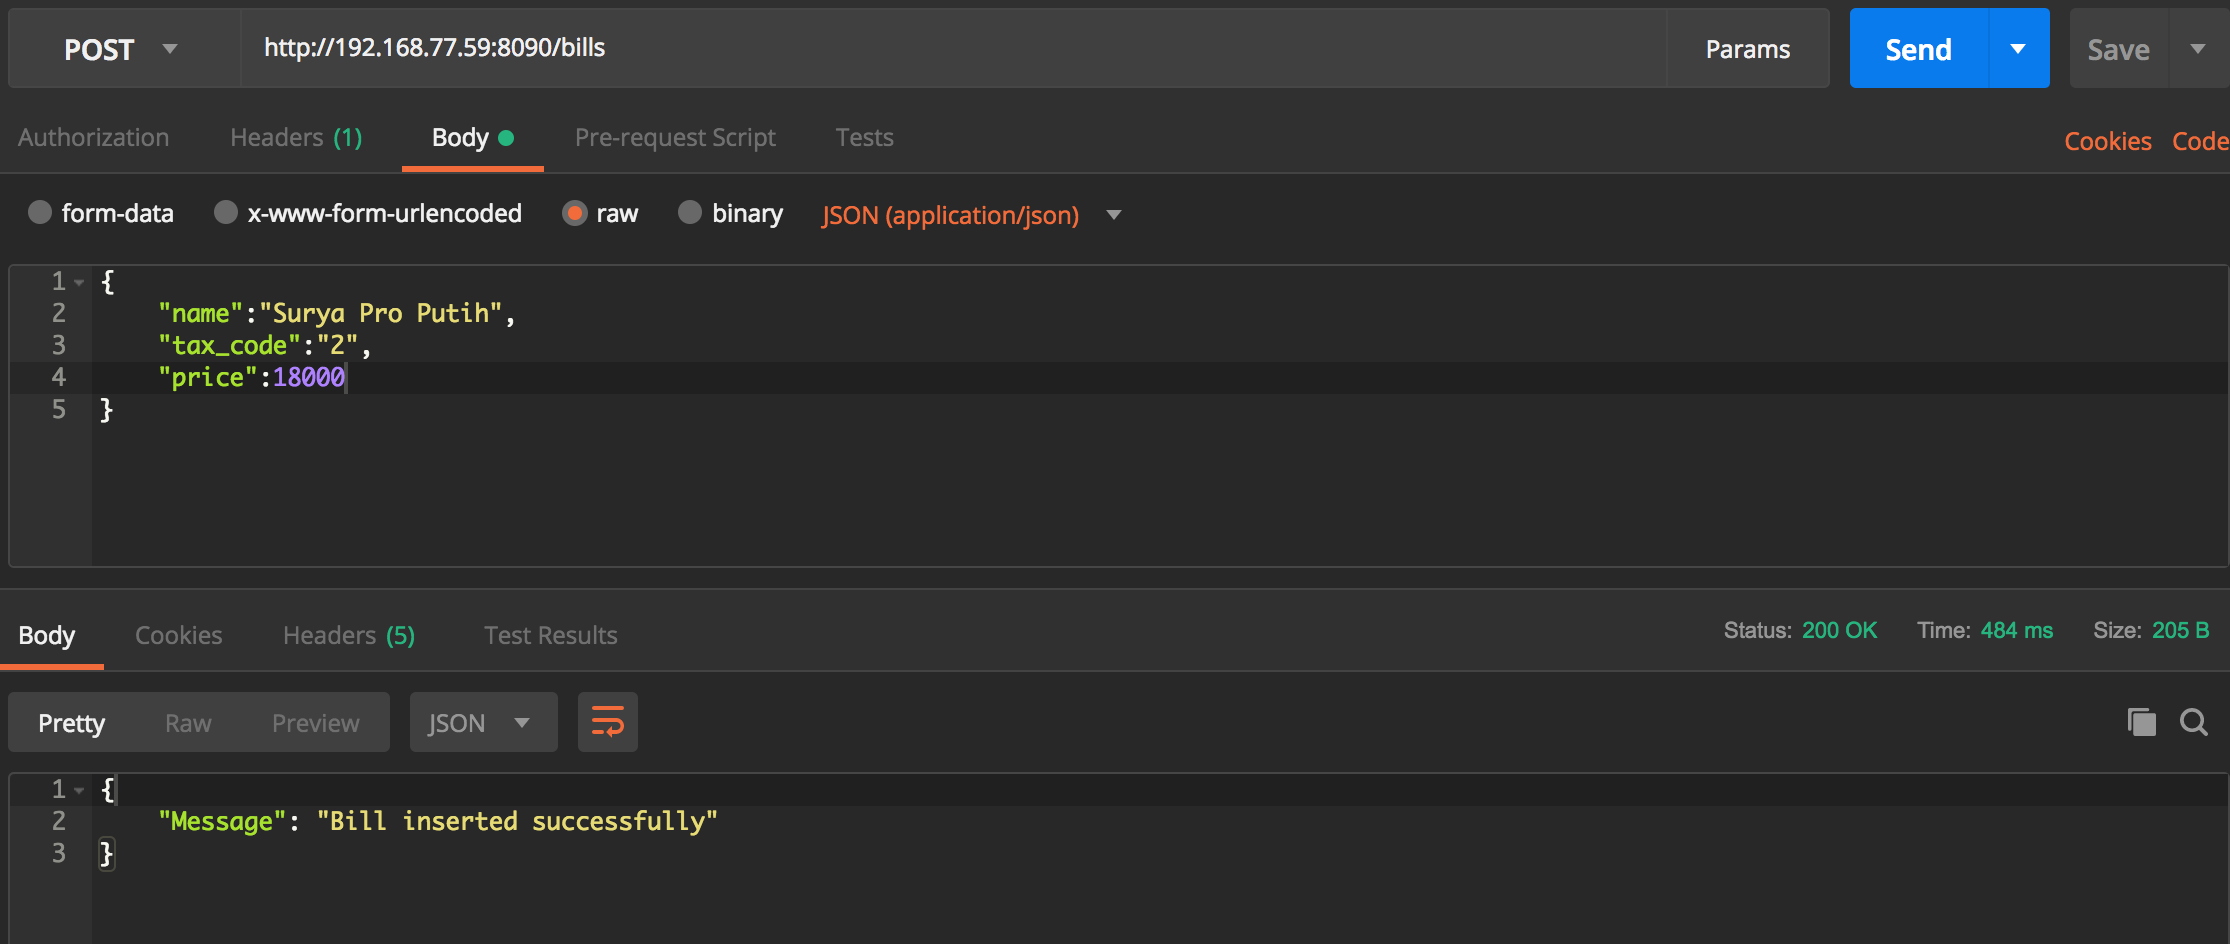 POST http://192.168.77.59:8090/bills Params Send Save
Authorization Headers (1) Body Pre-request Script Tests Cookies Code
form-data x-www-form-urlencoded raw binary JSON (application/json)
1 {
2 "name":"Surya Pro Putih",
3 "tax_code":"2",
4 "price":18000
5 }
Body Cookies Headers (5) Test Results Status: 200 OK Time: 484 ms Size: 205 B
Pretty Raw Preview JSON
1 {
2 "Message": "Bill inserted successfully"
3 }